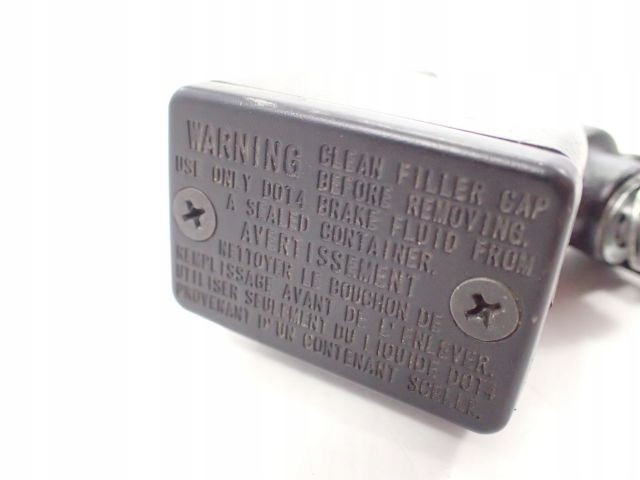 WARNING CLEAN FILLER CAP
BEFORE REMOVING.
USE ONLY DOT4 BRAKE FLUID FROM
A SEALED CONTAINER.
AVERTISSEMENT
NETTOYER LE BOUCHON DE
REMPLISSAGE AVANT DE L'ENLEVER.
UTILISER SEULEMENT DU LIQUIDE DOT4
PROVENANT D'UN CONTENANT SCELLE.